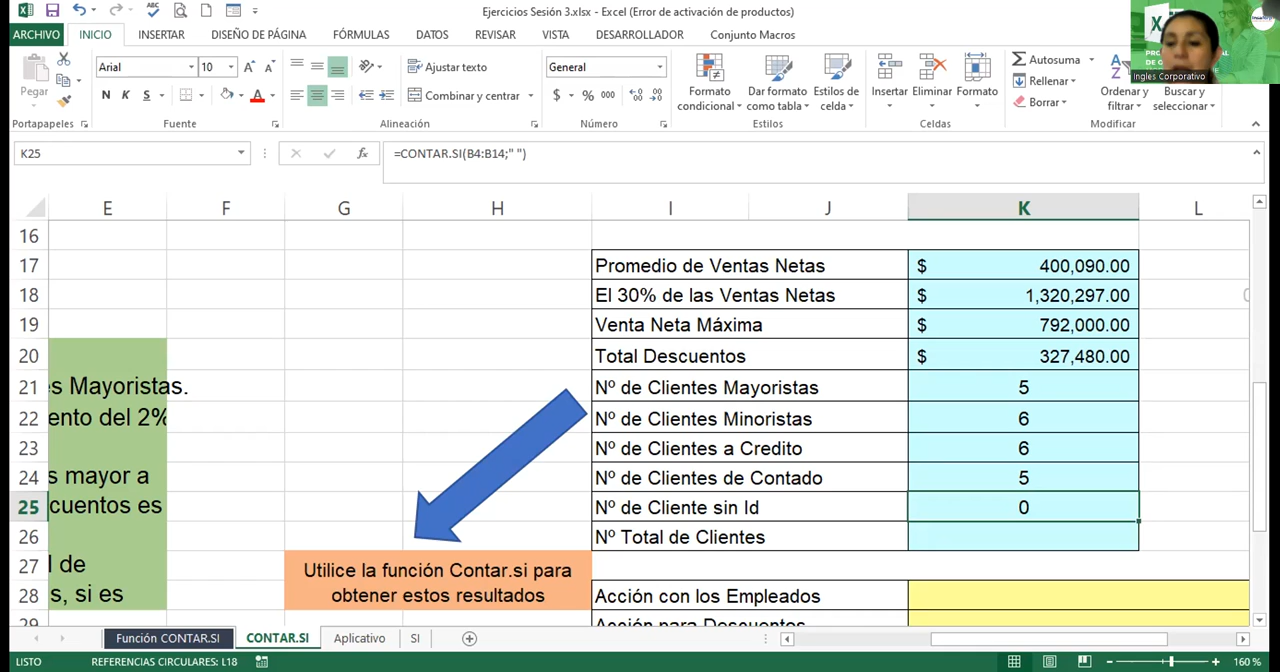 Ejercicios Sesión 3.xlsx - Excel (Error de activación de productos)
ARCHIVO INICIO INSERTAR DISEÑO DE PÁGINA FÓRMULAS DATOS REVISAR VISTA DESARROLLADOR Conjunto Macros
Arial 10 Ajustar texto General Autosuma
Pegar N K S Combinar y centrar $ % 000 Formato condicional Dar formato como tabla Estilos de celda Insertar Eliminar Formato Rellenar Borrar Ordenar y filtrar Buscar y seleccionar
Portapapeles Fuente Alineación Número Estilos Celdas Modificar
Ingles Corporativo
K25 fx =CONTAR.SI(B4:B14;" ")
E F G H I J K L
16
17 Promedio de Ventas Netas $ 400,090.00
18 El 30% de las Ventas Netas $ 1,320,297.00
19 Venta Neta Máxima $ 792,000.00
20 Total Descuentos $ 327,480.00
21 s Mayoristas. Nº de Clientes Mayoristas 5
22 ento del 2% Nº de Clientes Minoristas 6
23 Nº de Clientes a Credito 6
24 s mayor a Nº de Clientes de Contado 5
25 cuentos es Nº de Cliente sin Id 0
26 Nº Total de Clientes
27 l de
Utilice la función Contar.si para
obtener estos resultados
28 s, si es Acción con los Empleados
29 Acción para Descuentos
Función CONTAR.SI CONTAR.SI Aplicativo SI
LISTO REFERENCIAS CIRCULARES: L18 160 %